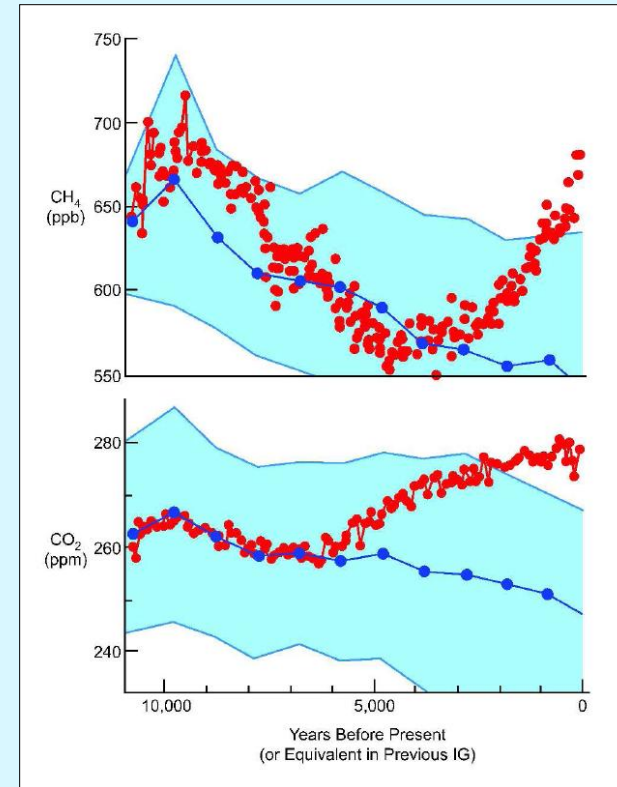 750
700
CH₄
(ppb)
650
600
550
280
CO₂
(ppm)
260
240
10,000
5,000
0
Years Before Present
(or Equivalent in Previous IG)